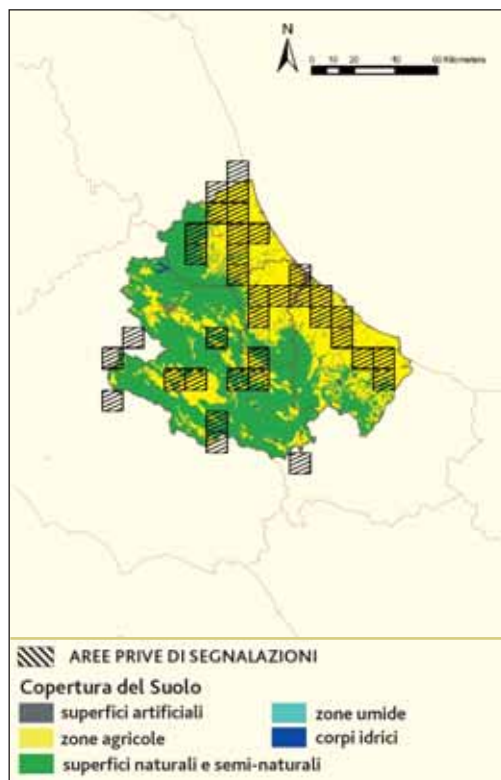 N
0 10 20 40 60 Kilometers
AREE PRIVE DI SEGNALAZIONI
Copertura del Suolo
superfici artificiali
zone umide
zone agricole
corpi idrici
superfici naturali e semi-naturali